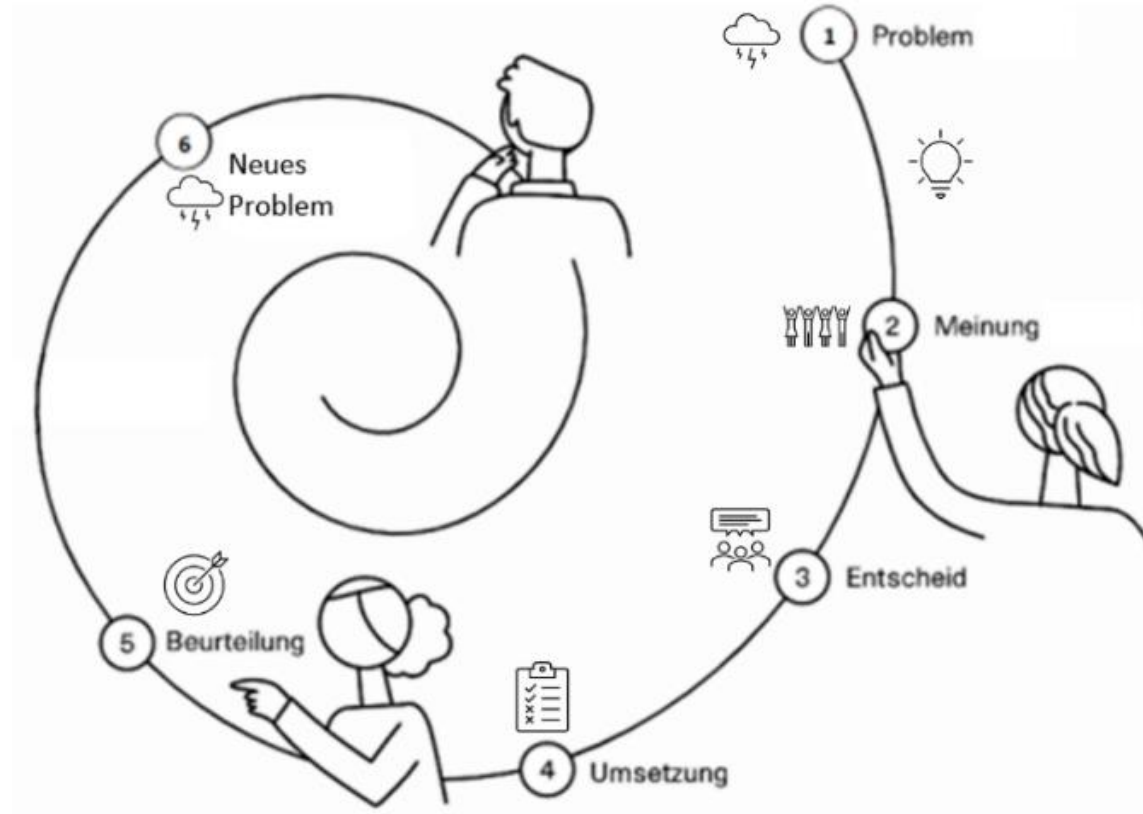 1 Problem
2 Meinung
3 Entscheid
4 Umsetzung
5 Beurteilung
6 Neues
Problem